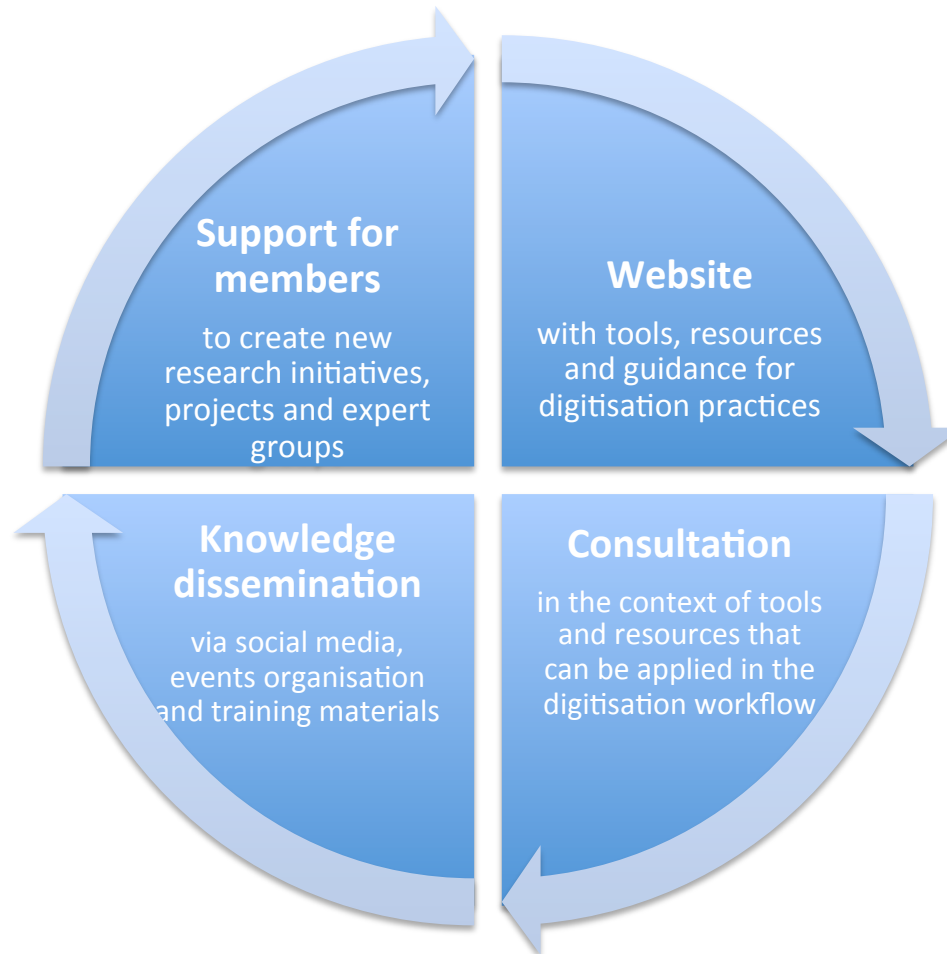 Support for
members
to create new
research initiatives,
projects and expert
groups
Website
with tools, resources
and guidance for
digitisation practices
Knowledge
dissemination
via social media,
events organisation
and training materials
Consultation
in the context of tools
and resources that
can be applied in the
digitisation workflow